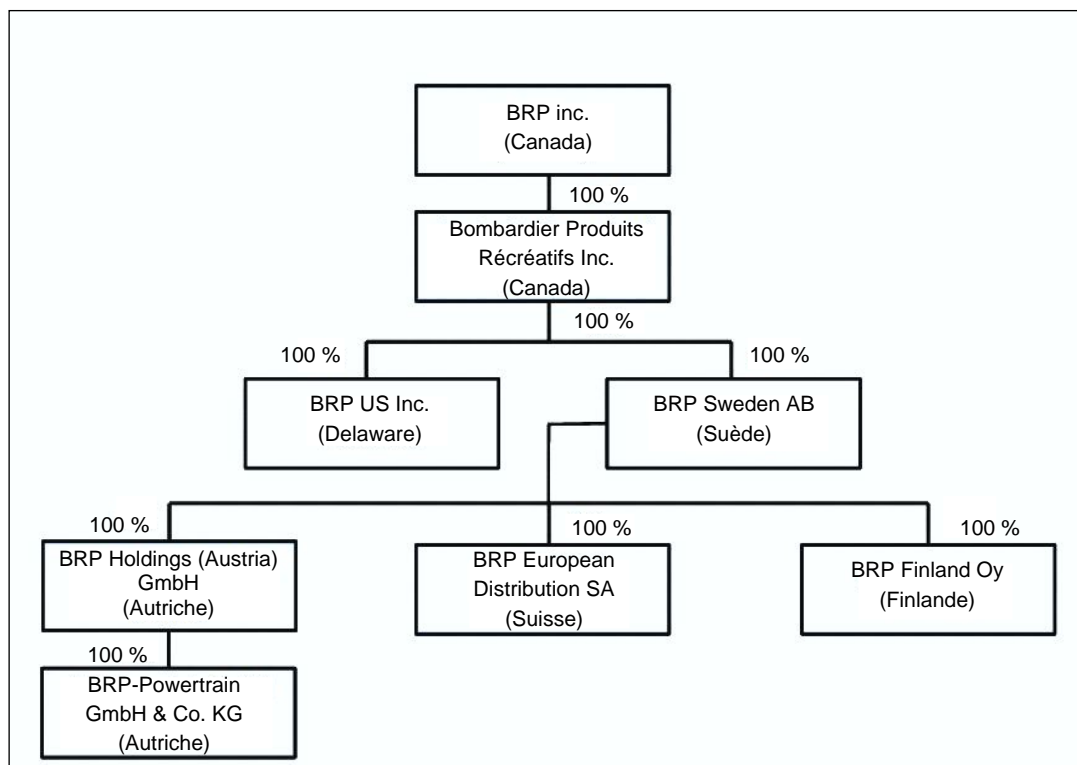 BRP inc.
(Canada)
100 %
Bombardier Produits
Récréatifs Inc.
(Canada)
100 %
100 %
100 %
BRP US Inc.
(Delaware)
BRP Sweden AB
(Suède)
100 %
100 %
100 %
BRP Holdings (Austria)
GmbH
(Autriche)
BRP European
Distribution SA
(Suisse)
BRP Finland Oy
(Finlande)
100 %
BRP-Powertrain
GmbH & Co. KG
(Autriche)